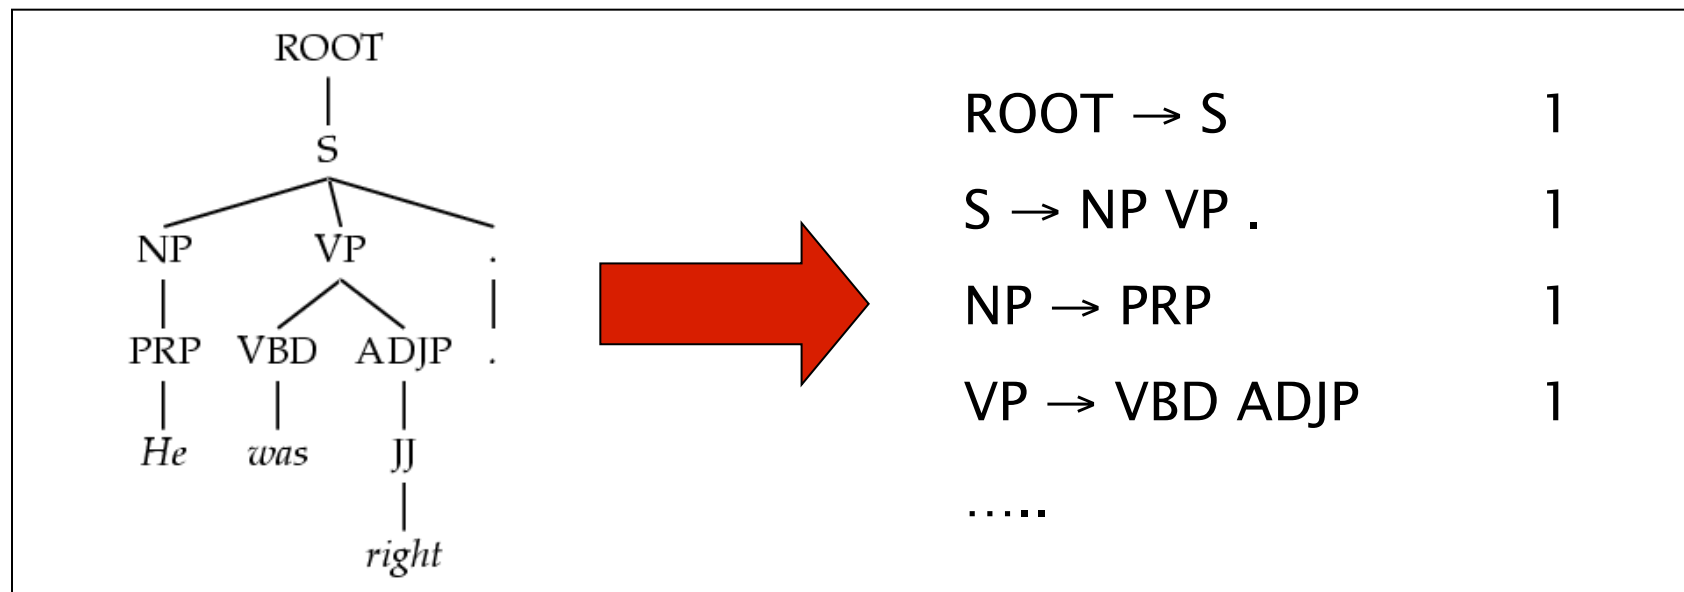 ROOT
S
NP VP .
PRP VBD ADJP .
He was JJ
right
ROOT → S 1
S → NP VP . 1
NP → PRP 1
VP → VBD ADJP 1
…..